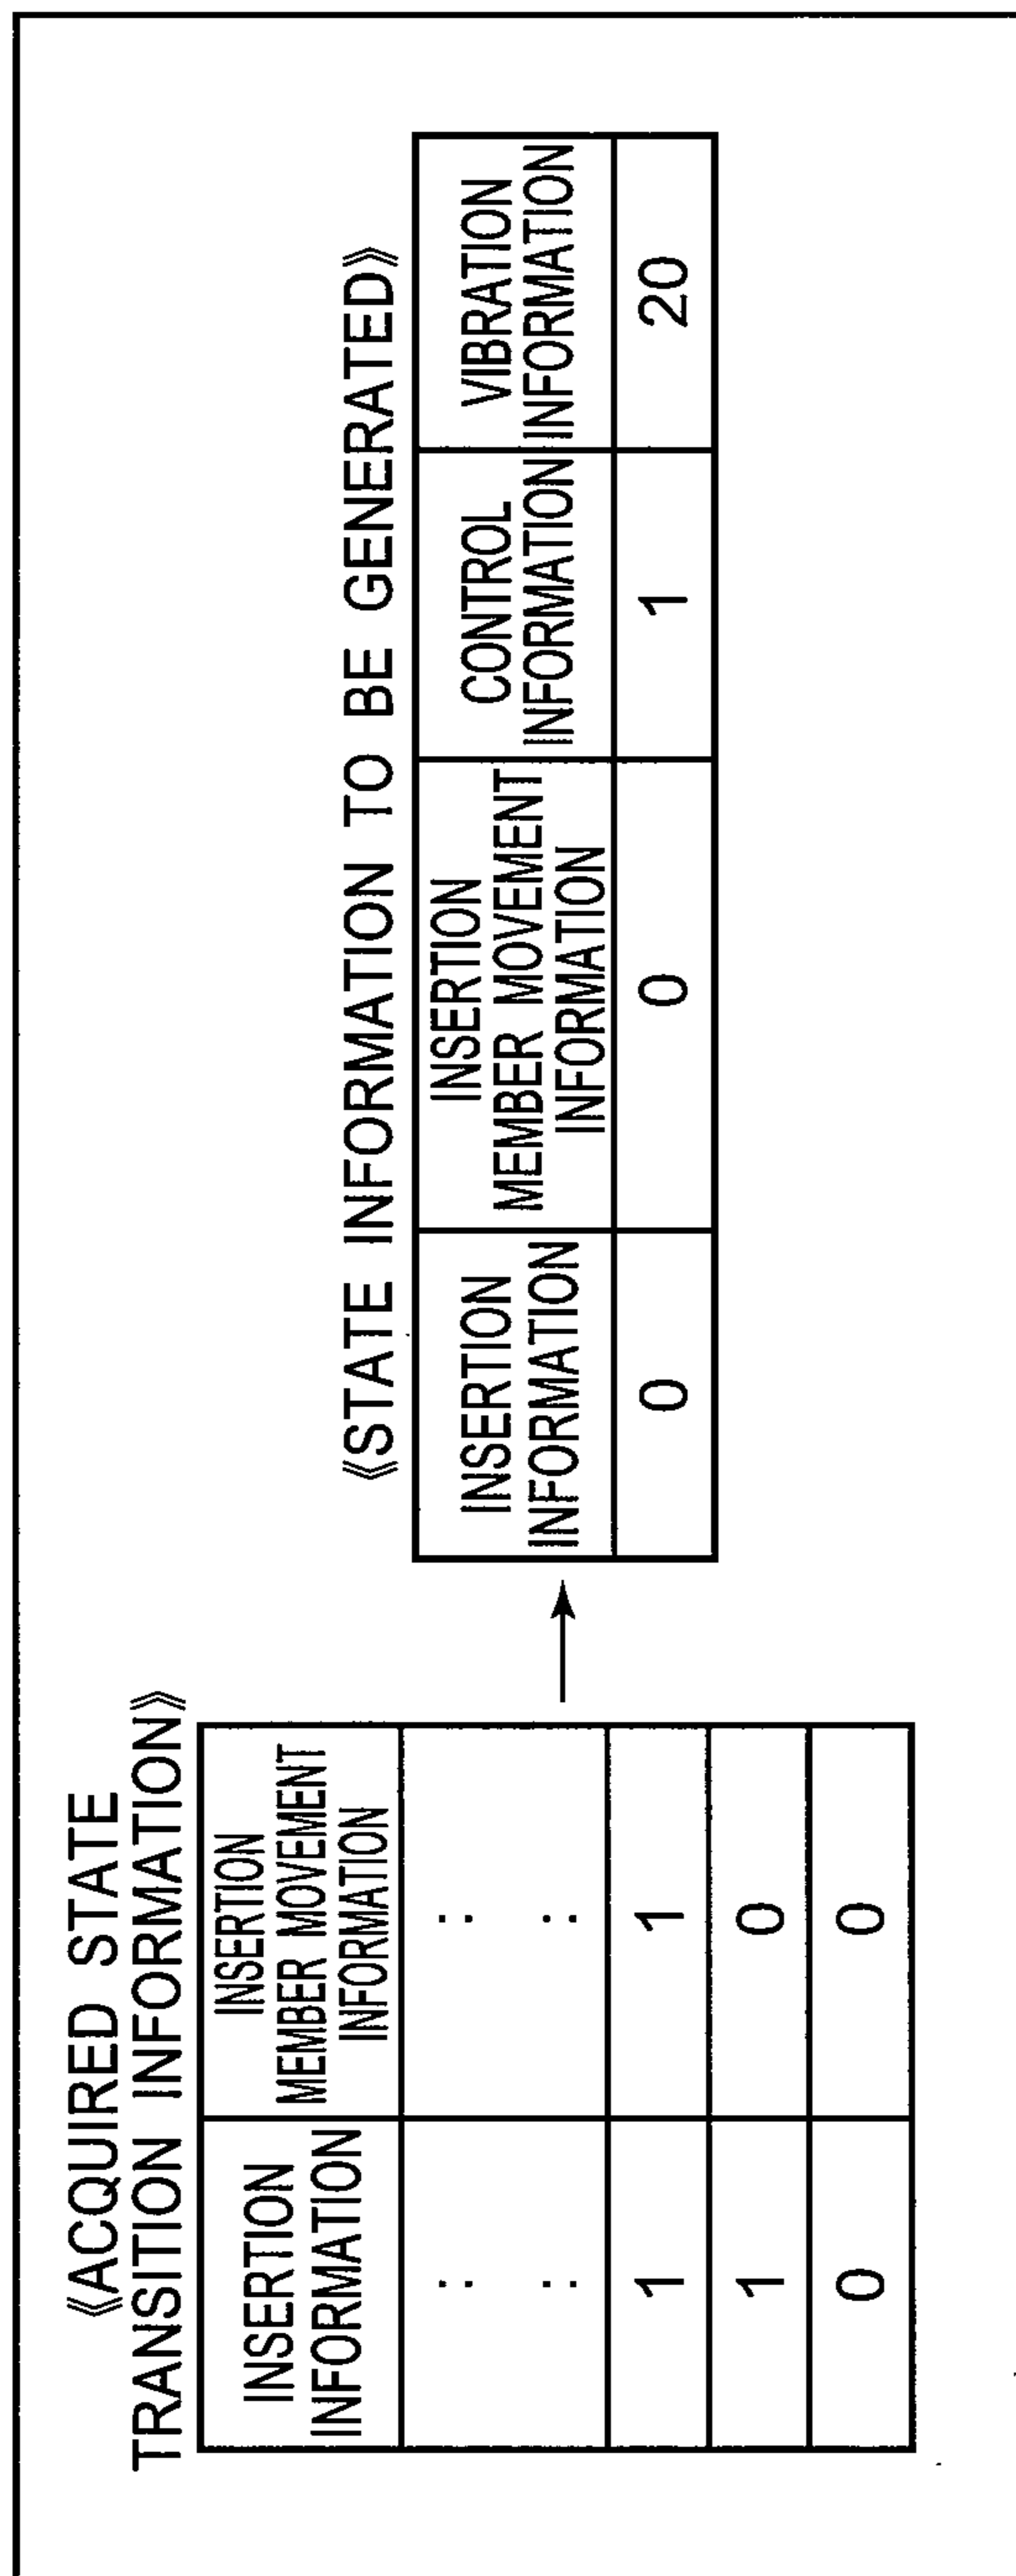 《ACQUIRED STATE
TRANSITION INFORMATION》
INSERTION
INFORMATION
INSERTION
MEMBER MOVEMENT
INFORMATION
: :
: :
1 1
1 0
0 0
《STATE INFORMATION TO BE GENERATED》
INSERTION
INFORMATION
INSERTION
MEMBER MOVEMENT
INFORMATION
CONTROL
INFORMATION
VIBRATION
INFORMATION
0 0 1 20